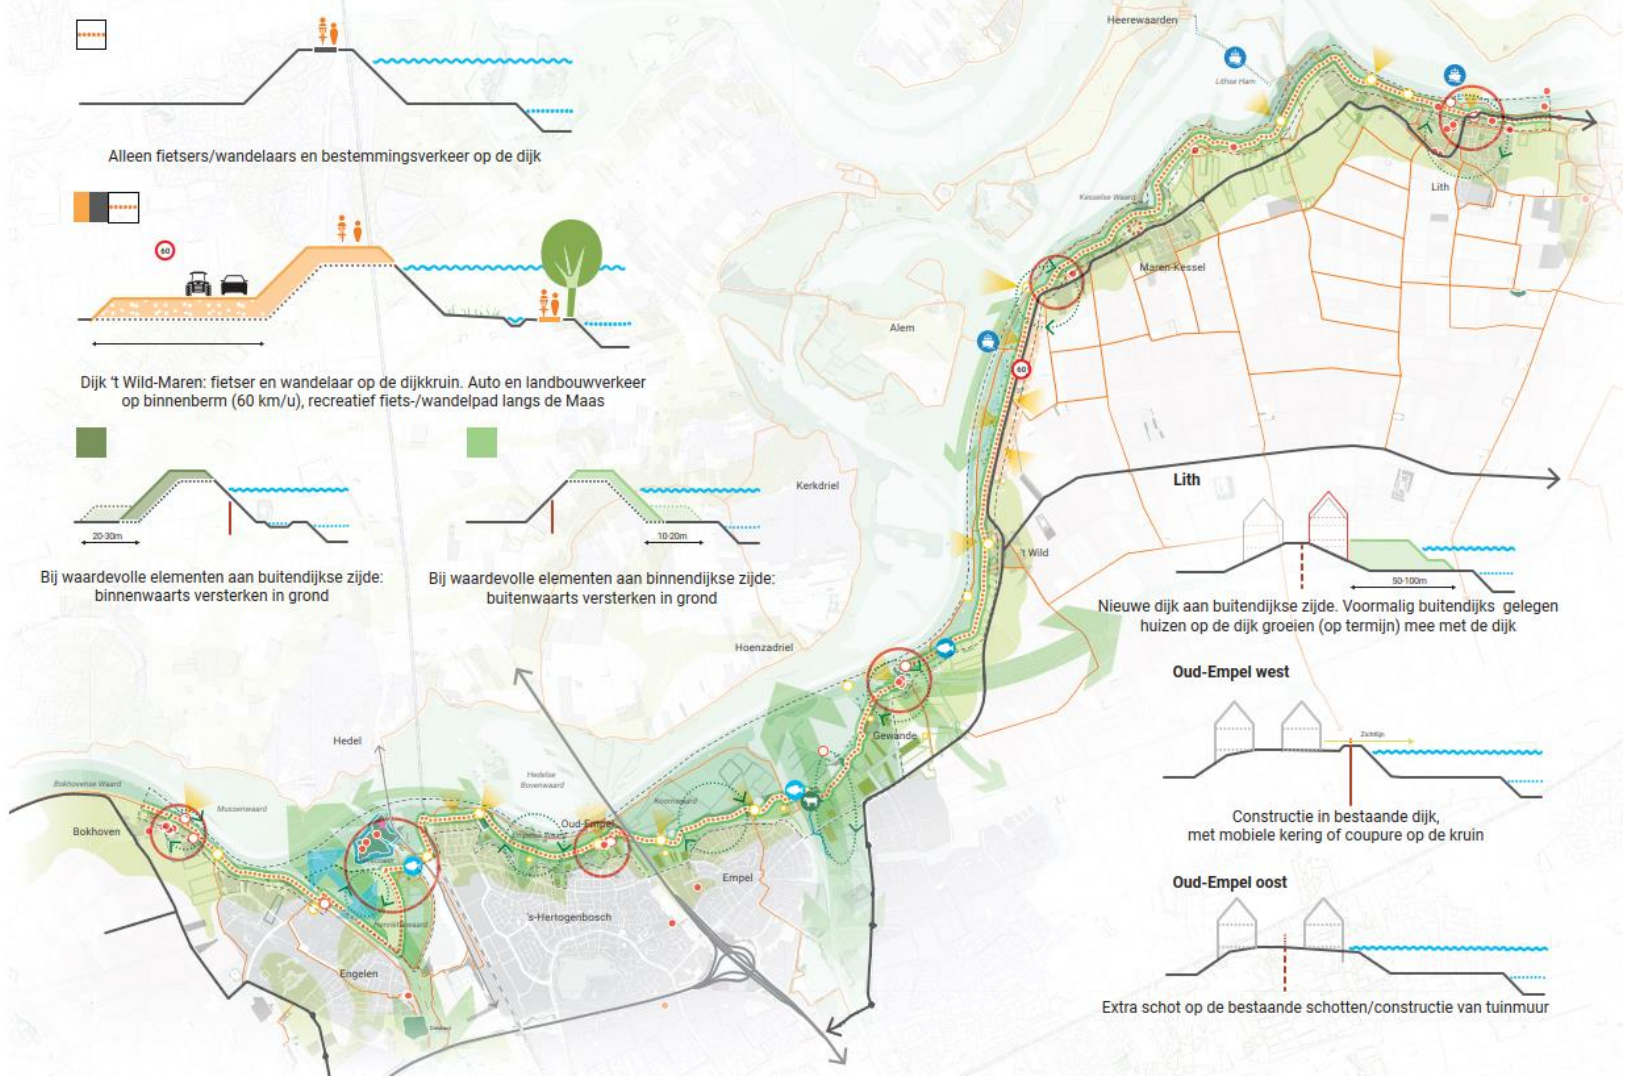 Alleen fietsers/wandelaars en bestemmingsverkeer op de dijk
60
Dijk 't Wild-Maren: fietser en wandelaar op de dijkkruin. Auto en landbouwverkeer
op binnenberm (60 km/u), recreatief fiets-/wandelpad langs de Maas
20-30m
Bij waardevolle elementen aan buitendijkse zijde:
binnenwaarts versterken in grond
10-20m
Bij waardevolle elementen aan binnendijkse zijde:
buitenwaarts versterken in grond
Heerewaarden
Lithse Ham
Lith
Kesselse Waard
Maren-Kessel
Alem
60
Kerkdriel
't Wild
Hoenzadriel
Gewande
Hedel
Hedelse
Bovenwaard
Koornwaard
Bokhovense Waard
Mussenwaard
Bokhoven
Oud-Empel
Empel
's-Hertogenbosch
Engelen
Lith
50-100m
Nieuwe dijk aan buitendijkse zijde. Voormalig buitendijks gelegen
huizen op de dijk groeien (op termijn) mee met de dijk
Oud-Empel west
Zichtlijn
Constructie in bestaande dijk,
met mobiele kering of coupure op de kruin
Oud-Empel oost
Extra schot op de bestaande schotten/constructie van tuinmuur